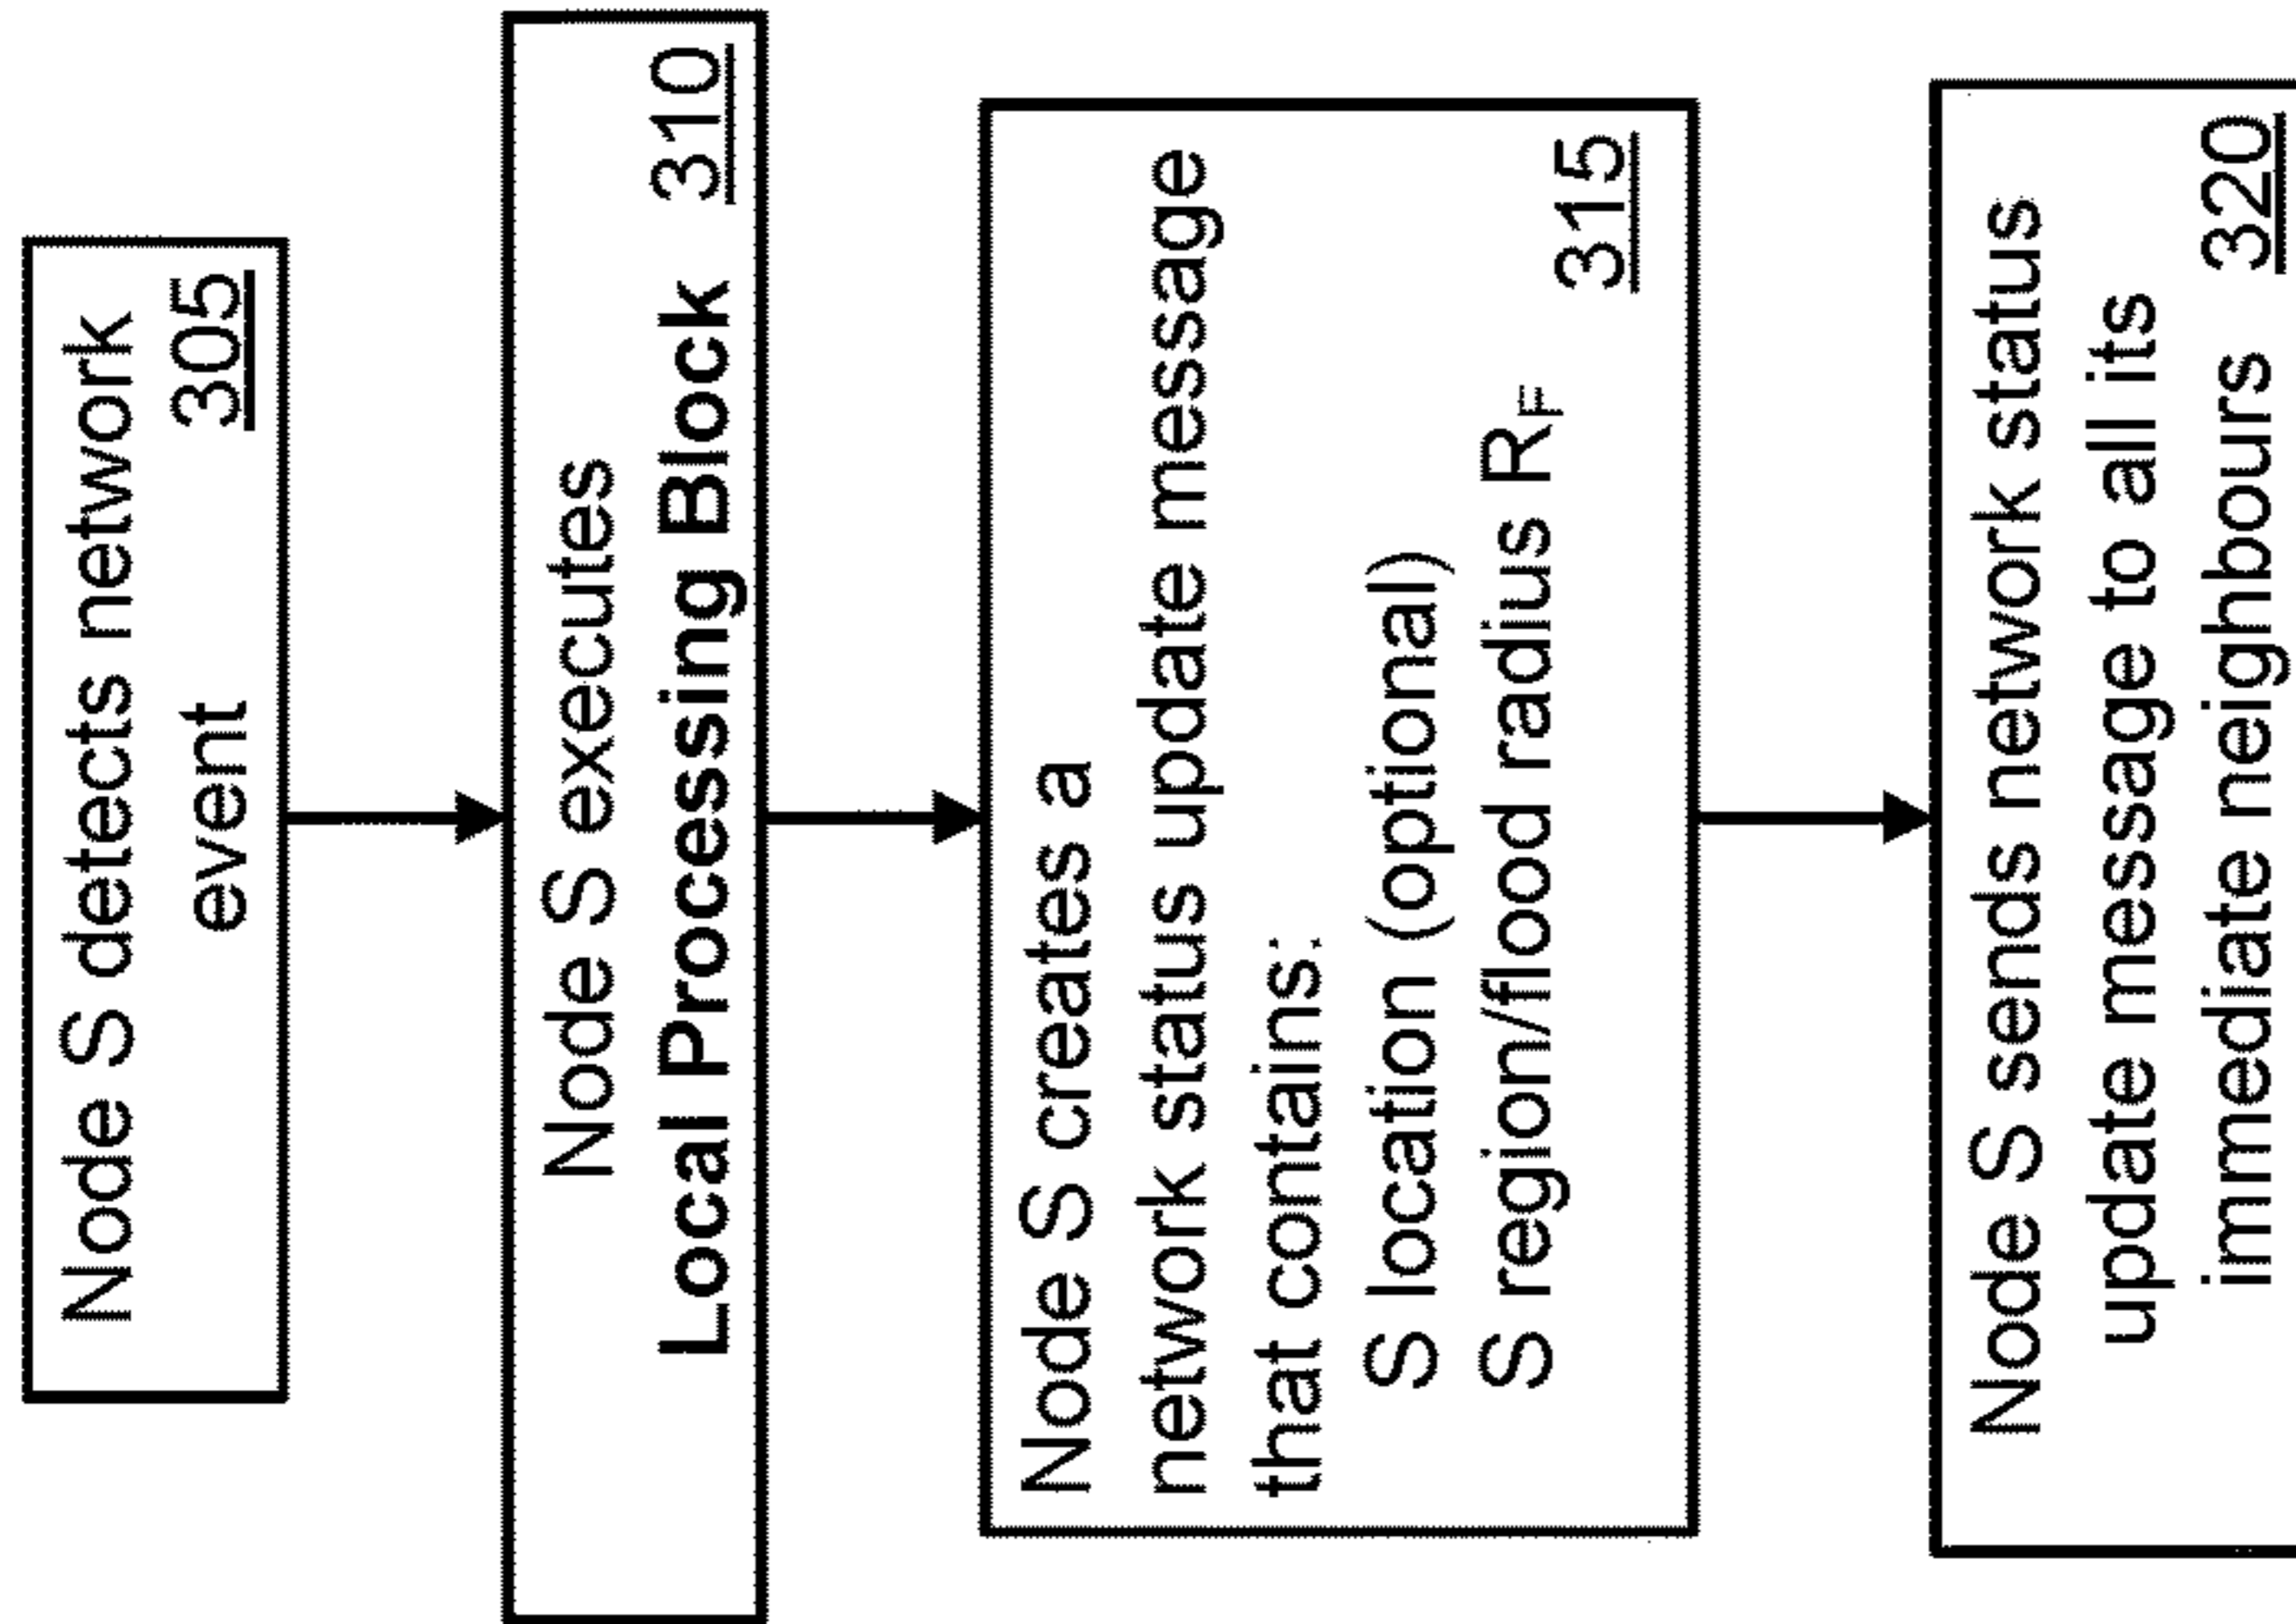 Node S detects network
event 305
Node S executes
Local Processing Block 310
Node S creates a
network status update message
that contains:
S location (optional)
S region/flood radius R_F
315
Node S sends network status
update message to all its
immediate neighbours 320